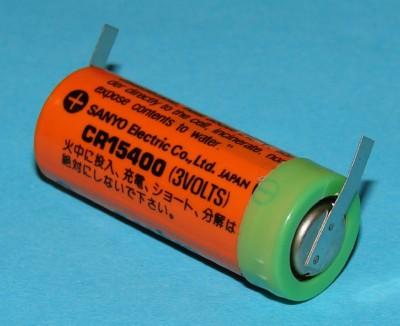 der directly to the cell, incinerate, nor
expose contents to water.
+ SANYO Electric Co., Ltd. JAPAN
CR15400 (3VOLTS)
火中に投入、充電、ショート、分解は
絶対にしないで下さい。